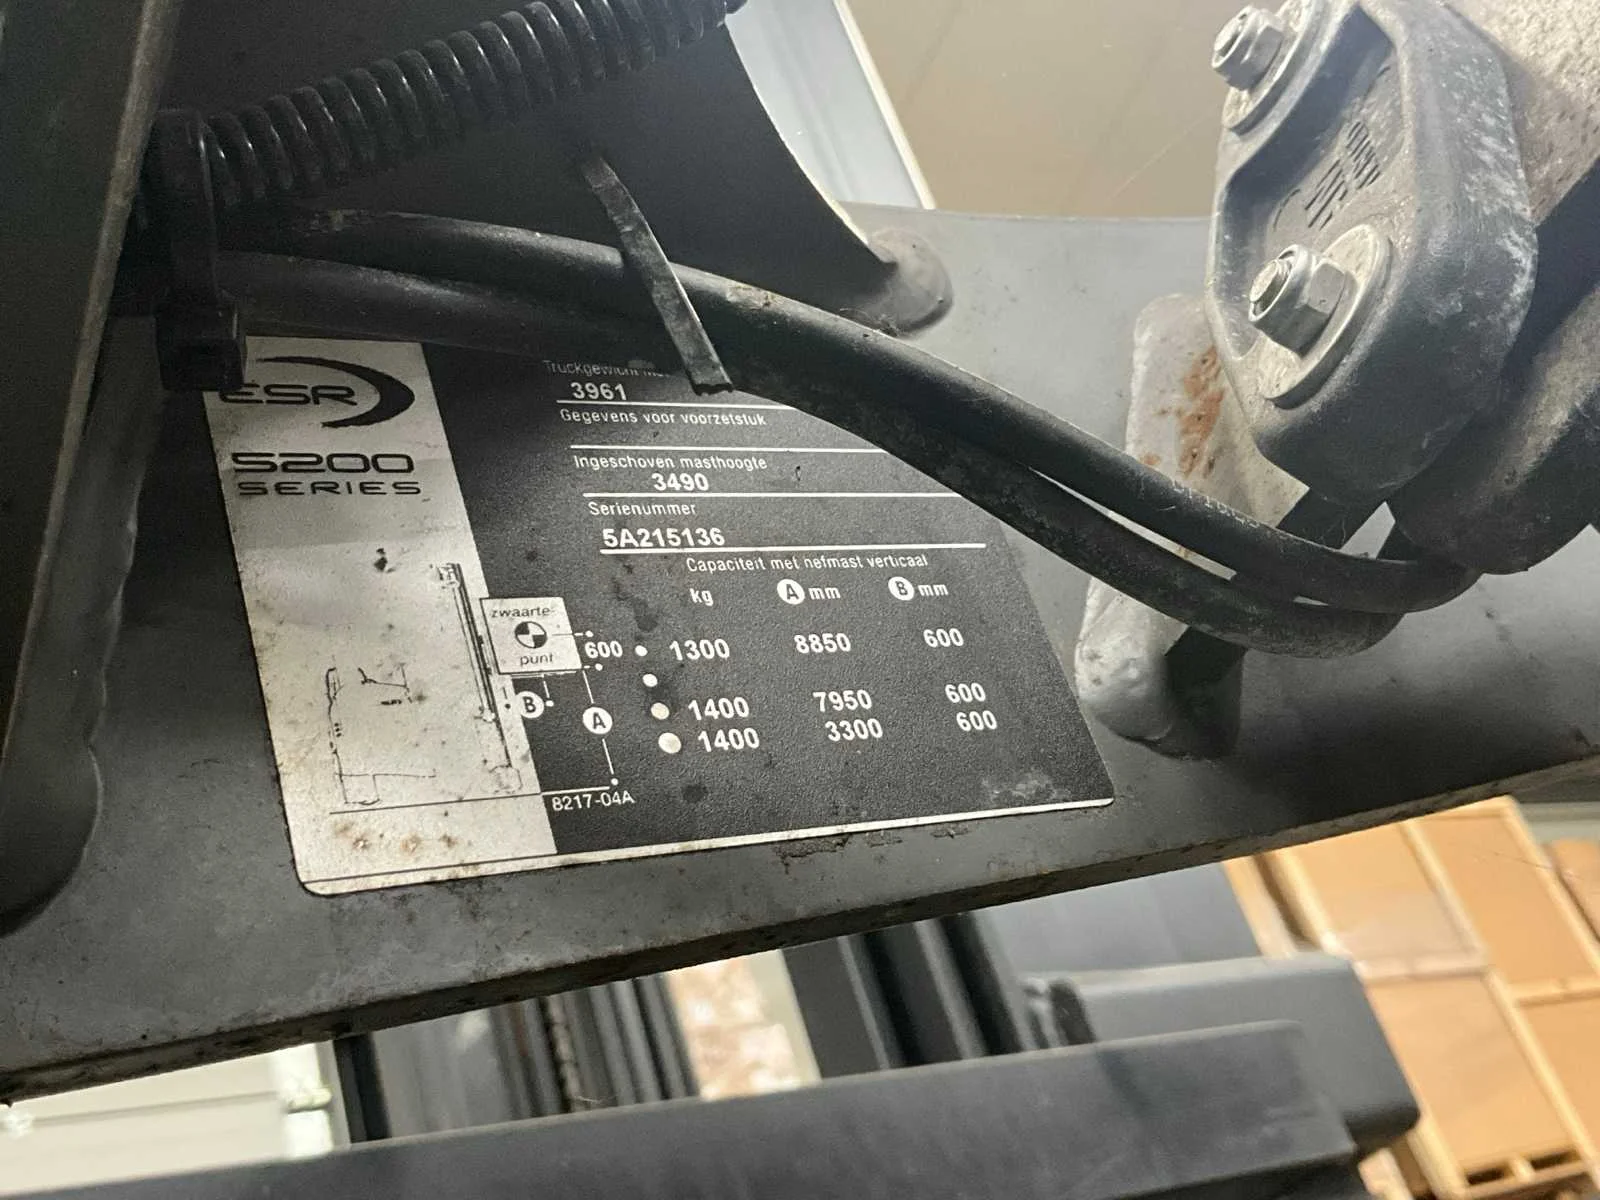 ESR
5200
SERIES
Truckgewicht
3961
Gegevens voor voorzetstuk
Ingeschoven masthoogte
3490
Serienummer
5A215136
Capaciteit met hefmast verticaal
kg A mm B mm
zwaarte-
punt
600
1300 8850 600
1400 7950 600
1400 3300 600
B
A
8217-04A